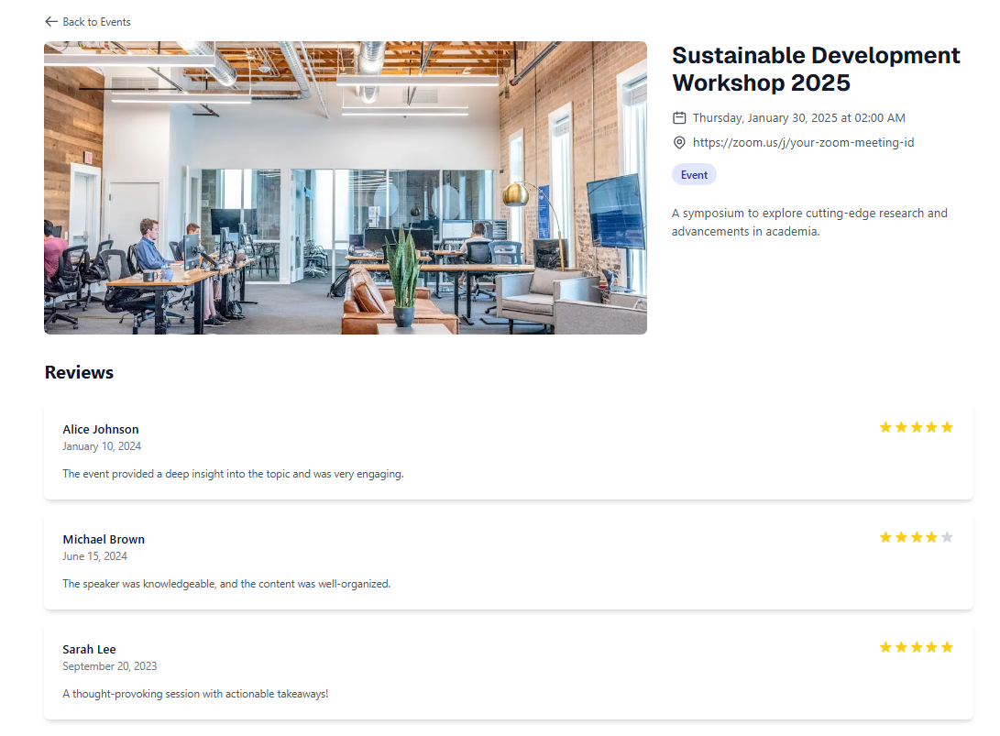 Back to Events
Sustainable Development
Workshop 2025
Thursday, January 30, 2025 at 02:00 AM
https://zoom.us/j/your-zoom-meeting-id
Event
A symposium to explore cutting-edge research and
advancements in academia.
Reviews
Alice Johnson
January 10, 2024
The event provided a deep insight into the topic and was very engaging.
Michael Brown
June 15, 2024
The speaker was knowledgeable, and the content was well-organized.
Sarah Lee
September 20, 2023
A thought-provoking session with actionable takeaways!